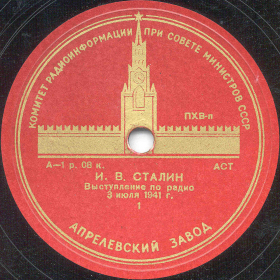 КОМИТЕТ РАДИОИНФОРМАЦИИ ПРИ СОВЕТЕ МИНИСТРОВ СССР
ПХВ-п
А—1 р. 08 к.
АСТ
И. В. СТАЛИН
Выступление по радио
3 июля 1941 г.
1
АПРЕЛЕВСКИЙ ЗАВОД